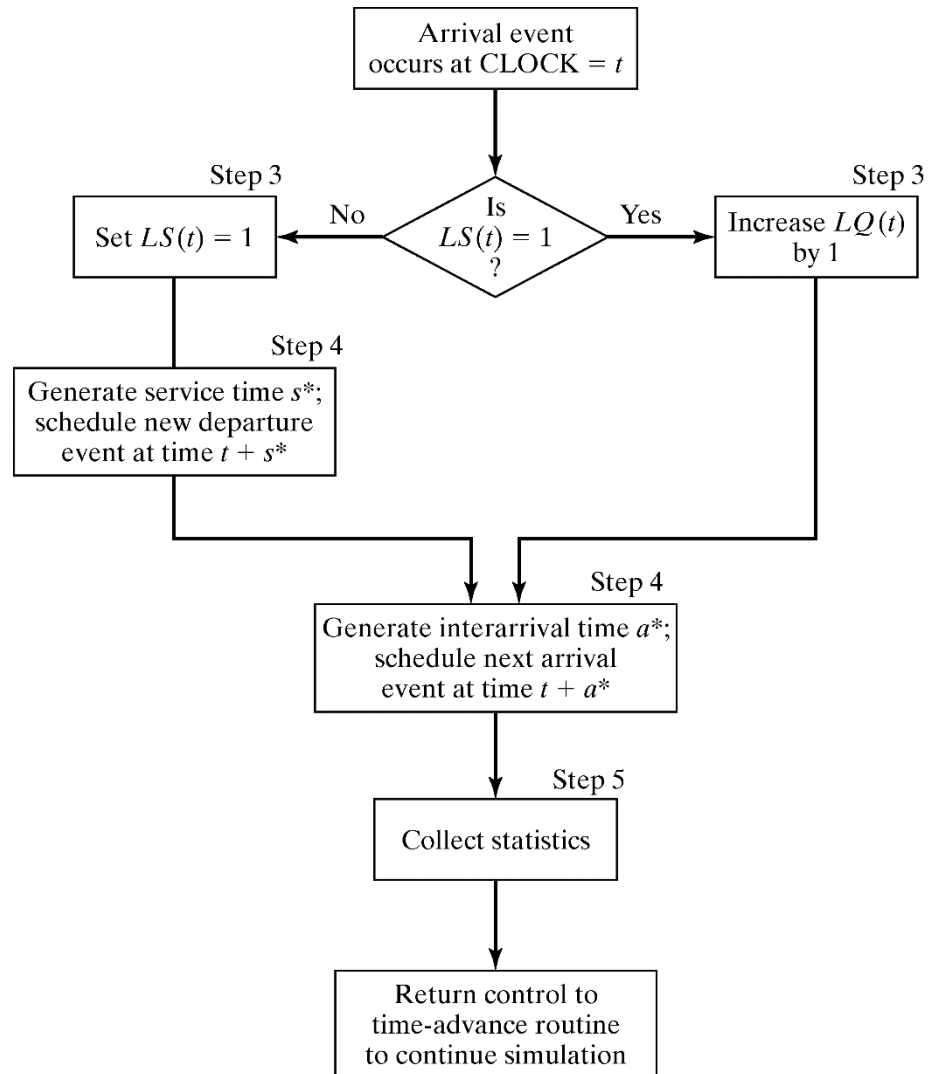 Arrival event
occurs at CLOCK = t
Step 3
Set LS(t) = 1
No
Is
LS(t) = 1
?
Yes
Step 3
Increase LQ(t)
by 1
Step 4
Generate service time s*;
schedule new departure
event at time t + s*
Step 4
Generate interarrival time a*;
schedule next arrival
event at time t + a*
Step 5
Collect statistics
Return control to
time-advance routine
to continue simulation